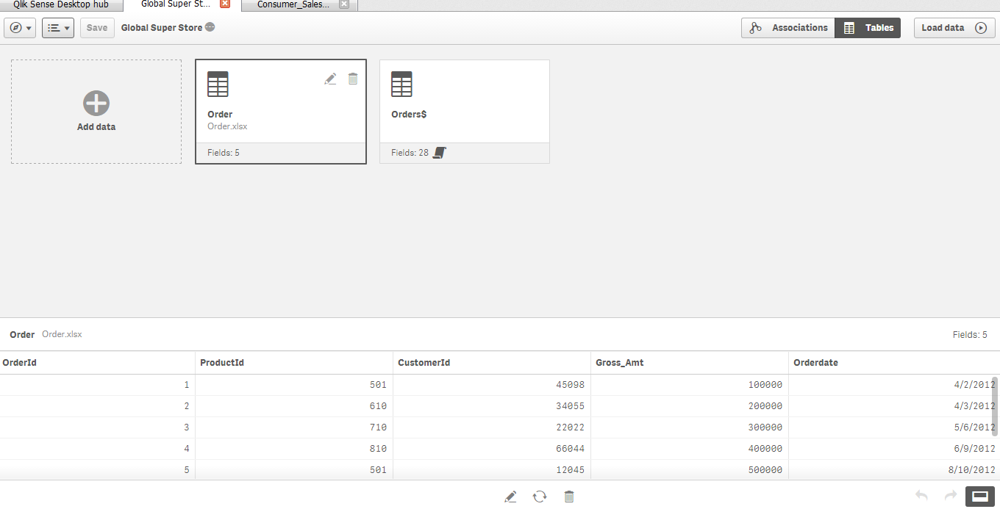 Qlik Sense Desktop hub
Global Super St...
Consumer_Sales...
Save
Global Super Store
Associations
Tables
Load data
Add data
Order
Order.xlsx
Fields: 5
Orders$
Fields: 28
Order Order.xlsx Fields: 5
OrderId ProductId CustomerId Gross_Amt Orderdate
1 501 45098 100000 4/2/2012
2 610 34055 200000 4/3/2012
3 710 22022 300000 5/6/2012
4 810 66044 400000 6/9/2012
5 501 12045 500000 8/10/2012